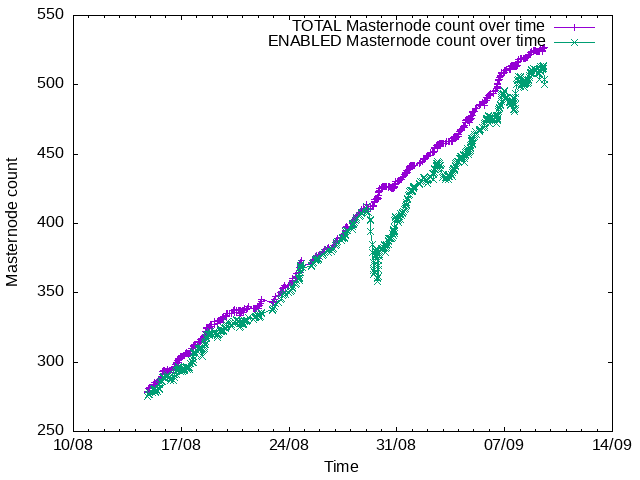 TOTAL Masternode count over time
ENABLED Masternode count over time
550
500
450
400
350
300
250
Masternode count
10/08 17/08 24/08 31/08 07/09 14/09
Time